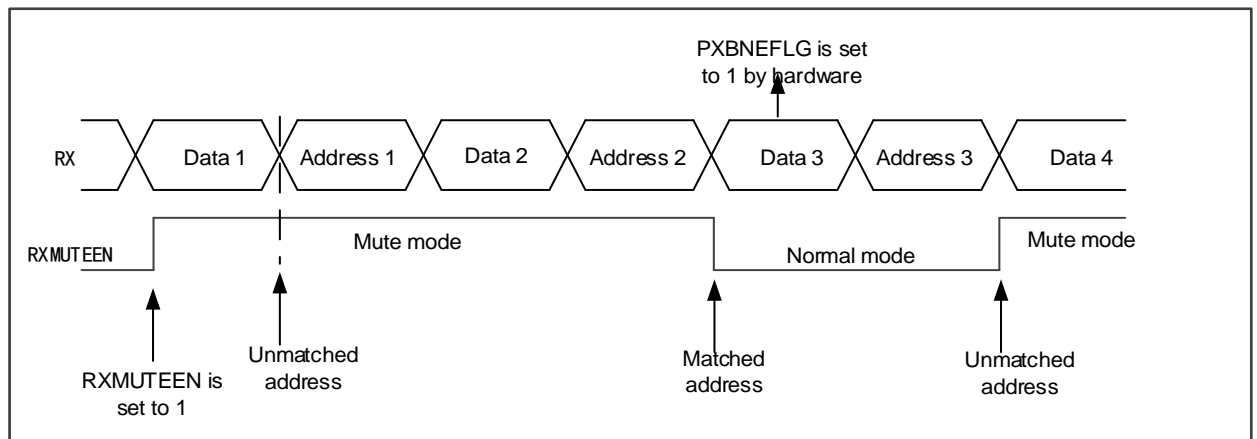 PXBNEFLG is set
to 1 by hardware
RX
Data 1
Address 1
Data 2
Address 2
Data 3
Address 3
Data 4
RXMUTEEN
Mute mode
Normal mode
Mute mode
RXMUTEEN is
set to 1
Unmatched
address
Matched
address
Unmatched
address